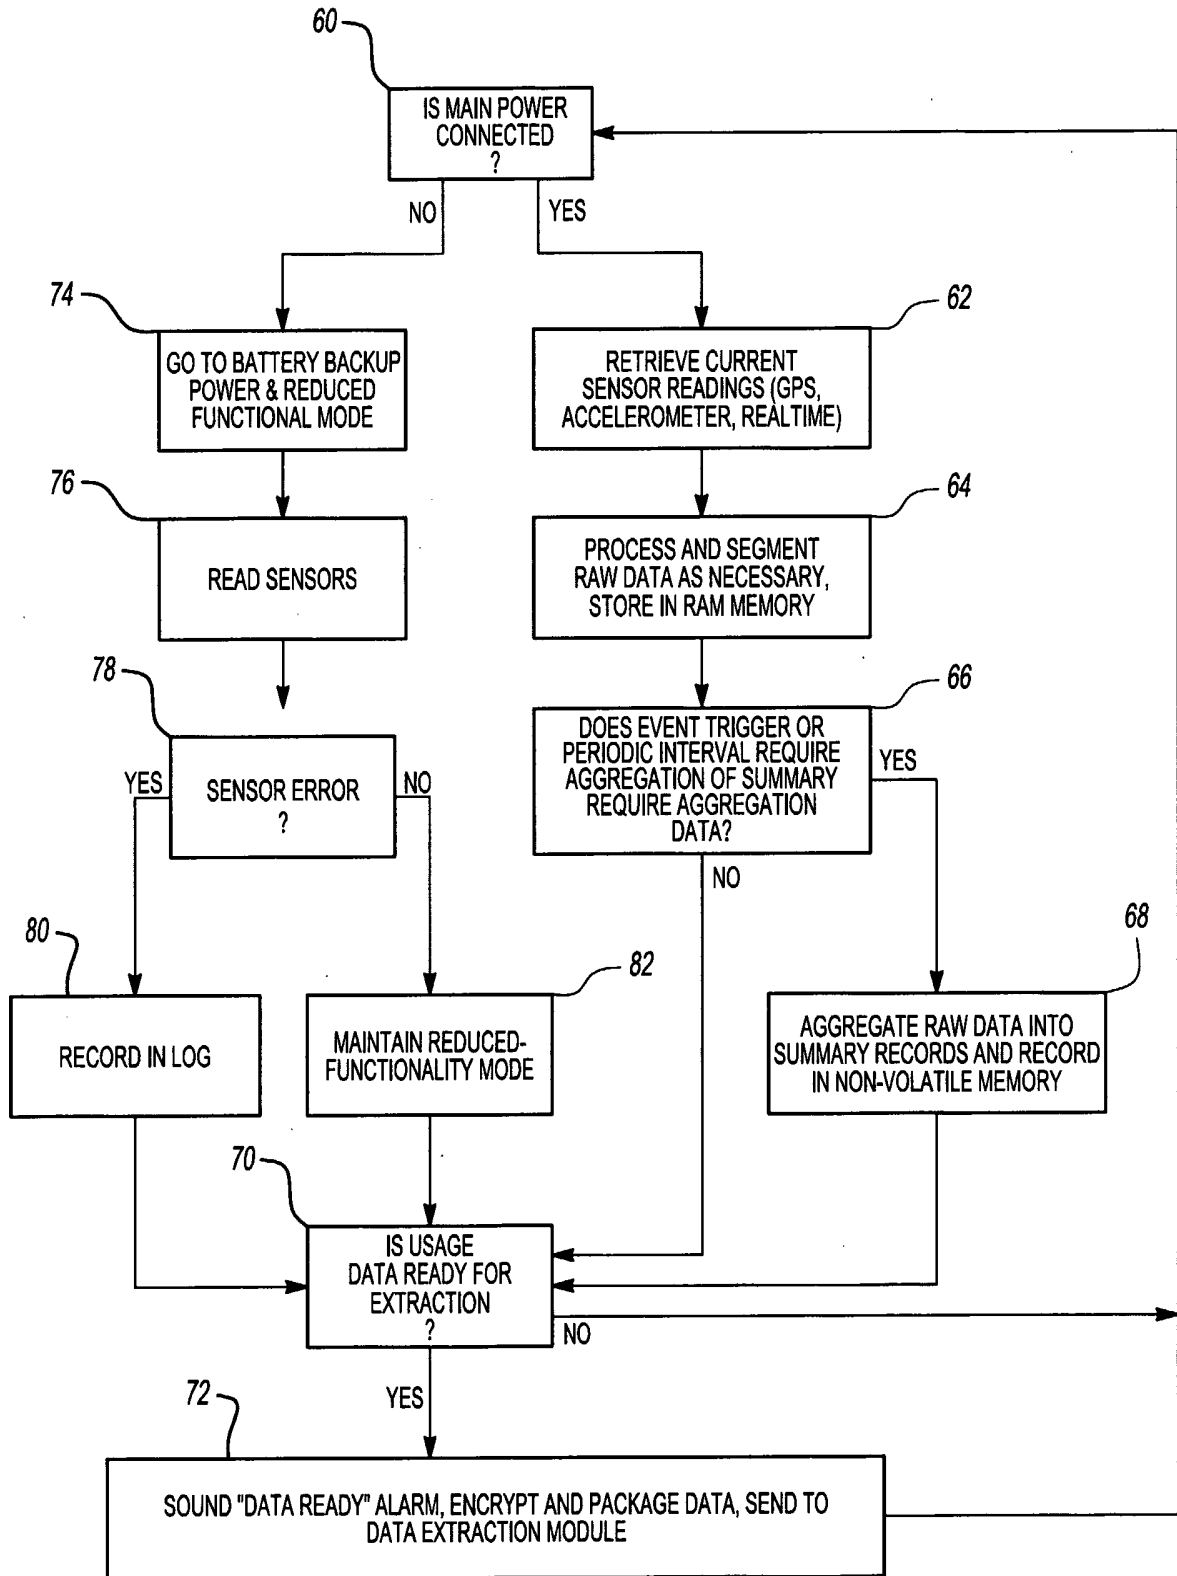 60
IS MAIN POWER
CONNECTED
?
NO
YES
74
62
GO TO BATTERY BACKUP
POWER & REDUCED
FUNCTIONAL MODE
RETRIEVE CURRENT
SENSOR READINGS (GPS,
ACCELEROMETER, REALTIME)
76
64
READ SENSORS
PROCESS AND SEGMENT
RAW DATA AS NECESSARY,
STORE IN RAM MEMORY
78
66
YES
SENSOR ERROR
?
NO
DOES EVENT TRIGGER OR
PERIODIC INTERVAL REQUIRE
AGGREGATION OF SUMMARY
REQUIRE AGGREGATION
DATA?
YES
NO
80
82
68
RECORD IN LOG
MAINTAIN REDUCED-
FUNCTIONALITY MODE
AGGREGATE RAW DATA INTO
SUMMARY RECORDS AND RECORD
IN NON-VOLATILE MEMORY
70
IS USAGE
DATA READY FOR
EXTRACTION
?
NO
YES
72
SOUND "DATA READY" ALARM, ENCRYPT AND PACKAGE DATA, SEND TO
DATA EXTRACTION MODULE